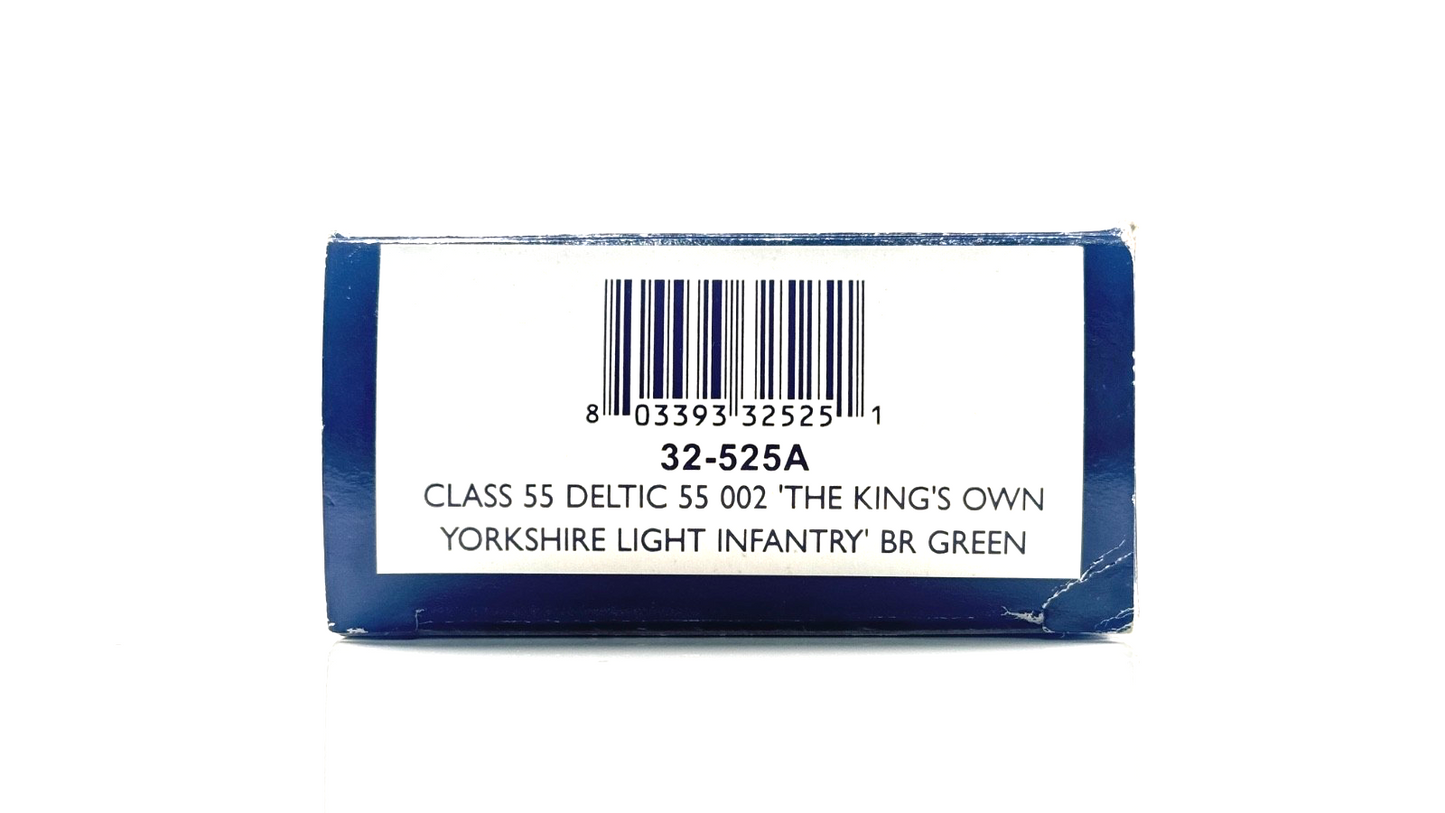 8 03393 32525 1
32-525A
CLASS 55 DELTIC 55 002 'THE KING'S OWN
YORKSHIRE LIGHT INFANTRY' BR GREEN